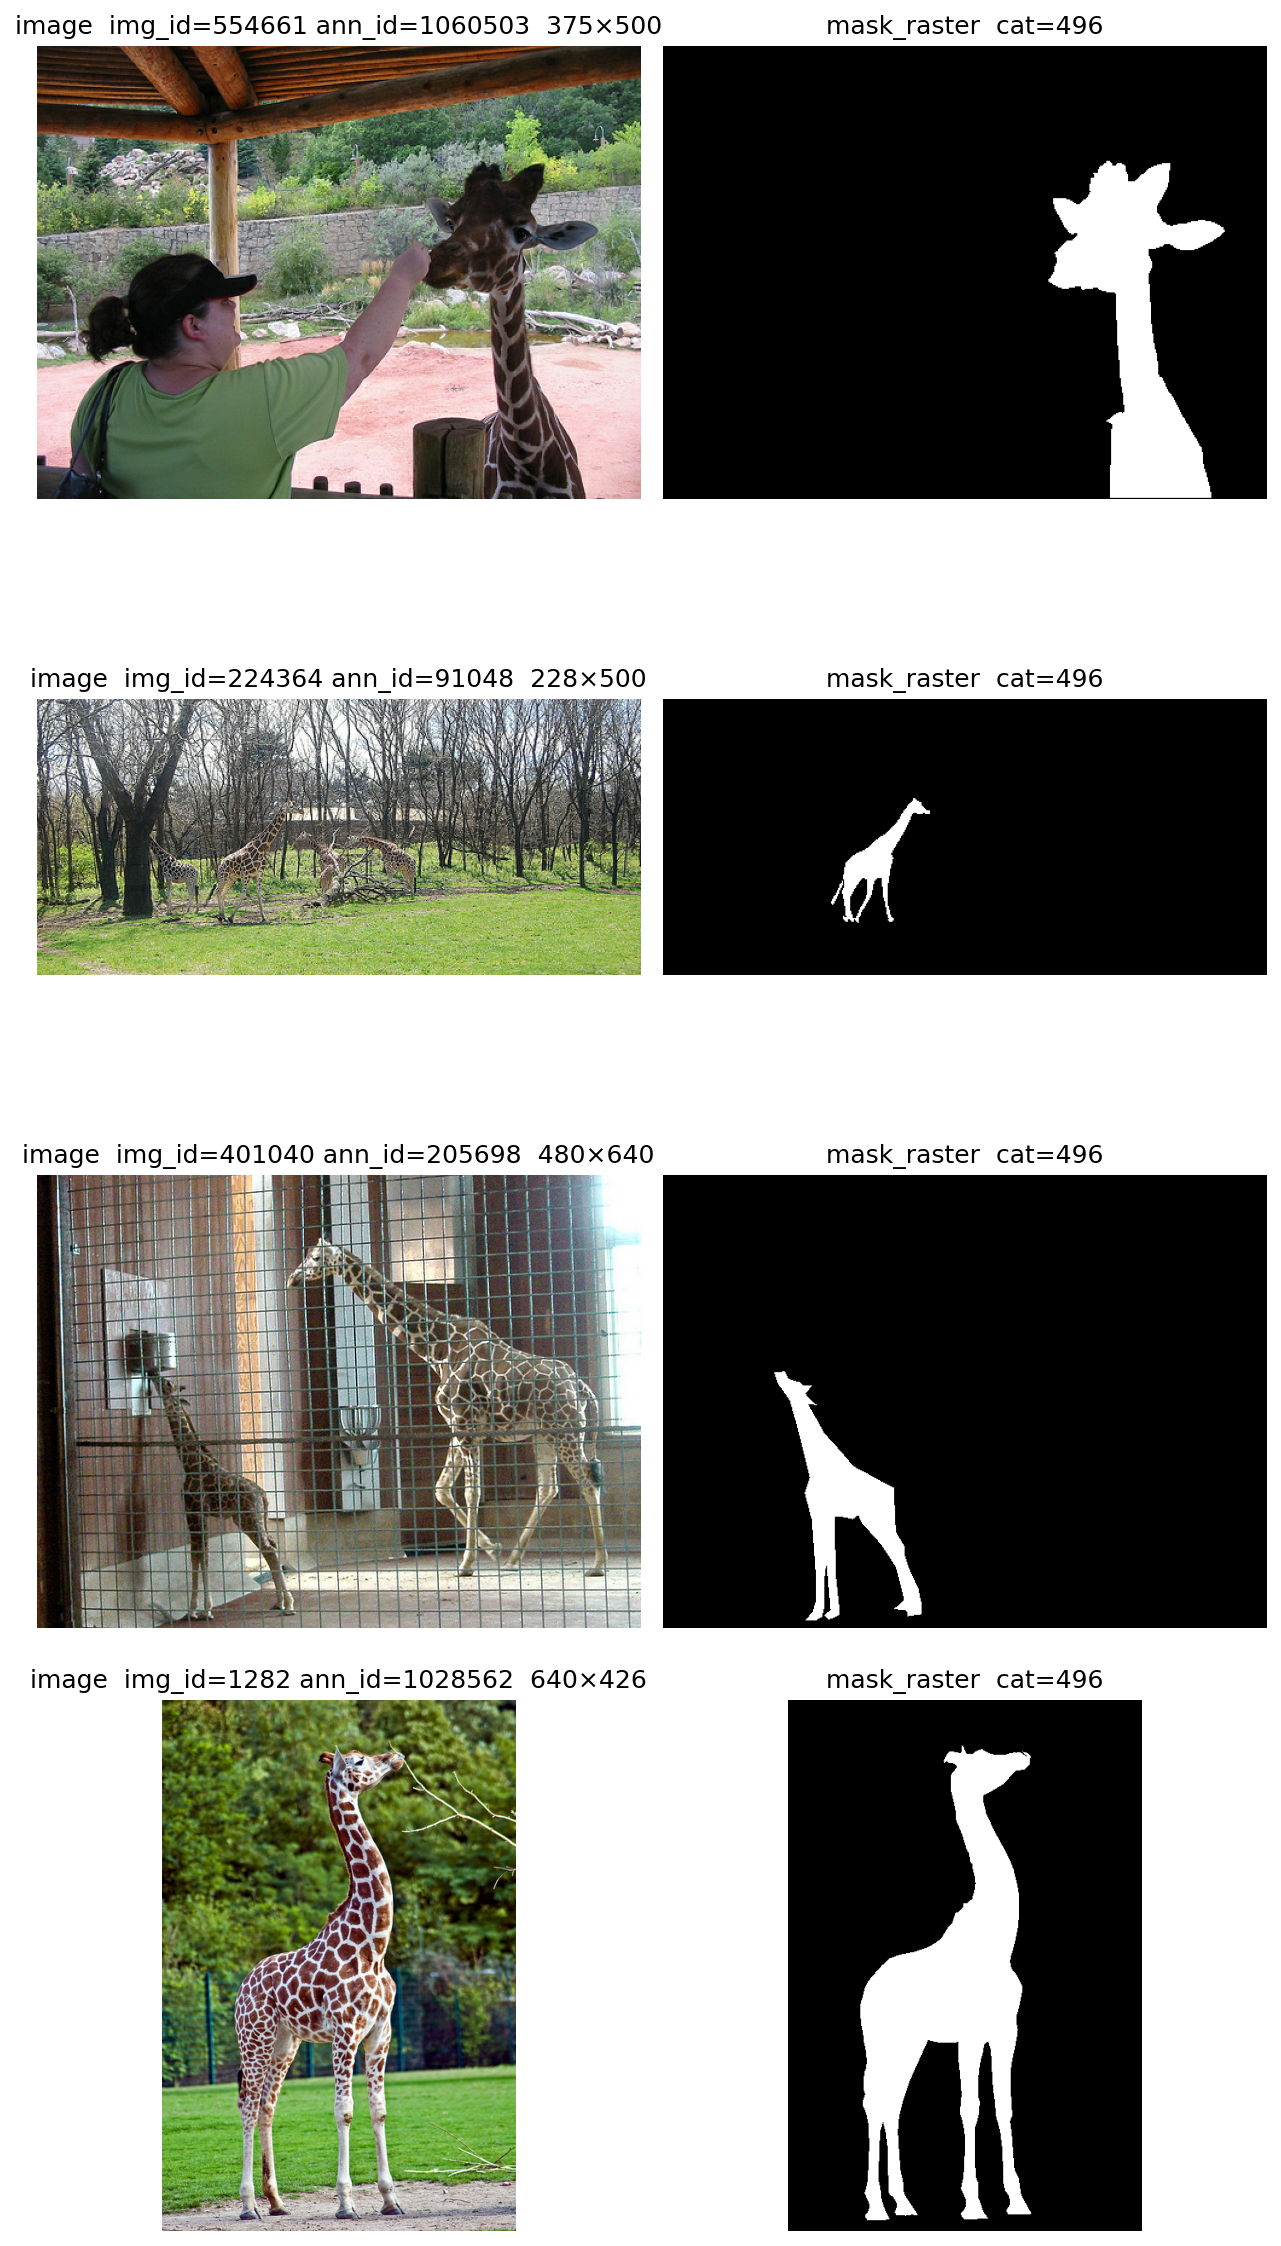 image  img_id=554661 ann_id=1060503  375×500
mask_raster  cat=496
image  img_id=224364 ann_id=91048  228×500
mask_raster  cat=496
image  img_id=401040 ann_id=205698  480×640
mask_raster  cat=496
image  img_id=1282 ann_id=1028562  640×426
mask_raster  cat=496